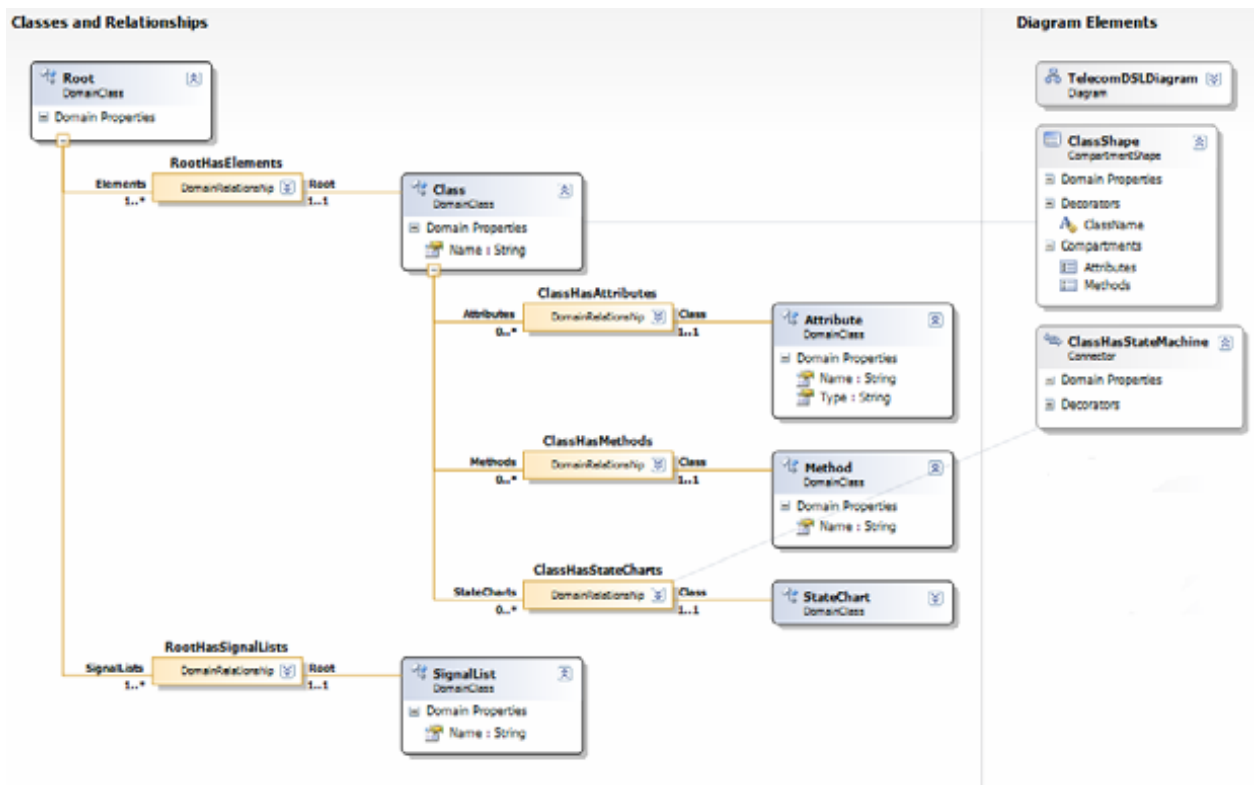 Classes and Relationships
Root
DomainClass
Domain Properties
RootHasElements
Elements
1..*
DomainRelationship
Root
1..1
Class
DomainClass
Domain Properties
Name : String
ClassHasAttributes
Attributes
0..*
DomainRelationship
Class
1..1
Attribute
DomainClass
Domain Properties
Name : String
Type : String
ClassHasMethods
Methods
0..*
DomainRelationship
Class
1..1
Method
DomainClass
Domain Properties
Name : String
ClassHasStateCharts
StateCharts
0..*
DomainRelationship
Class
1..1
StateChart
DomainClass
RootHasSignalLists
SignalLists
1..*
DomainRelationship
Root
1..1
SignalList
DomainClass
Domain Properties
Name : String
Diagram Elements
TelecomDSLDiagram
Diagram
ClassShape
CompartmentShape
Domain Properties
Decorators
ClassName
Compartments
Attributes
Methods
ClassHasStateMachine
Connector
Domain Properties
Decorators